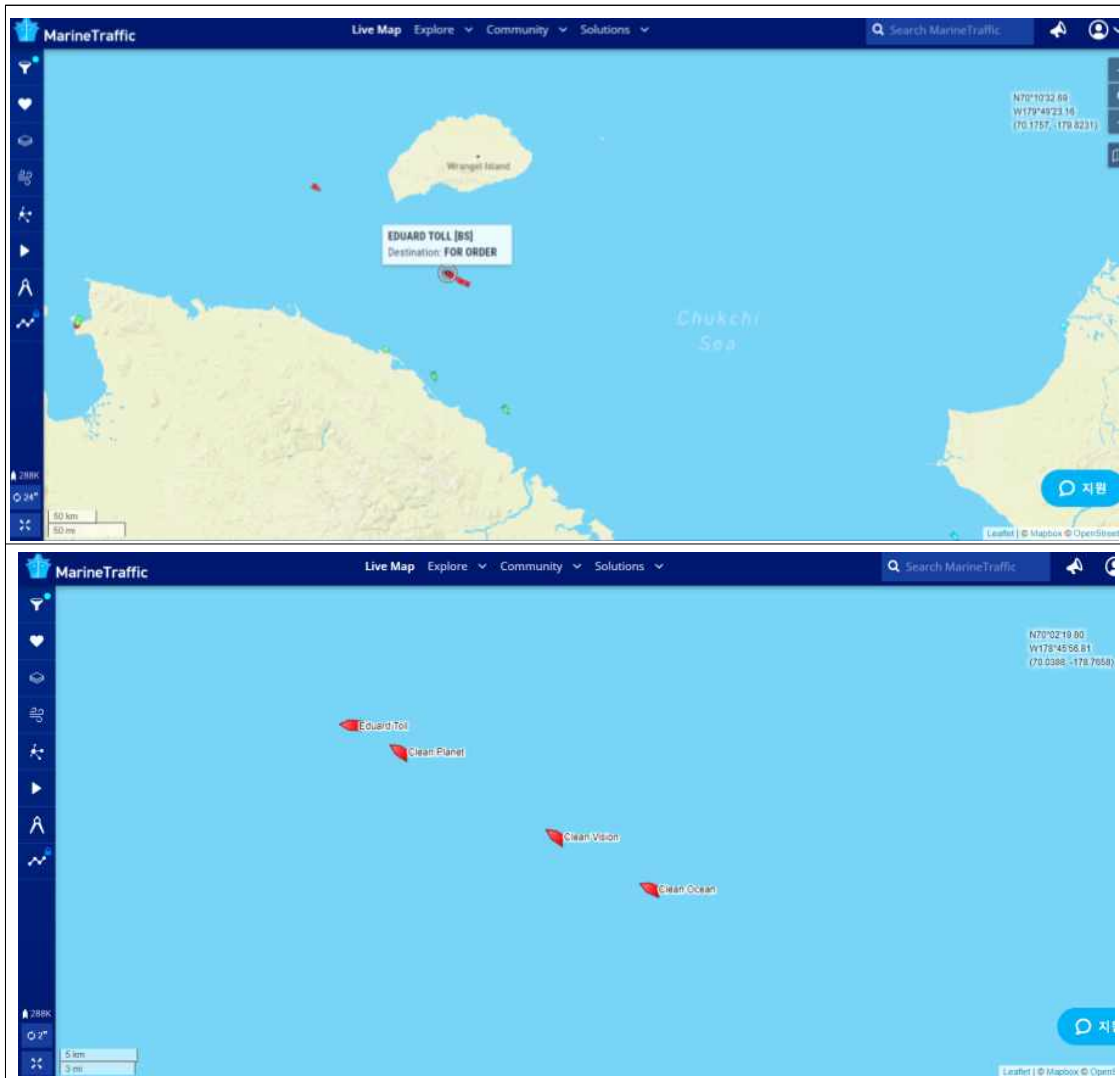 MarineTraffic
Live Map Explore Community Solutions
Search MarineTraffic
N70°10'32.69
W179°49'23.16
(70.1757, -179.8231)
Wrangel Island
EDUARD TOLL [BS]
Destination: FOR ORDER
Chukchi
Sea
288K
24"
50 km
50 mi
지원
Leaflet | © Mapbox © OpenStreet
MarineTraffic
Live Map Explore Community Solutions
Search MarineTraffic
N70°02'19.80
W178°45'56.81
(70.0388, -178.7658)
Eduard Toll
Clean Planet
Clean Vision
Clean Ocean
288K
2"
5 km
3 mi
Leaflet | © Mapbox © OpenS